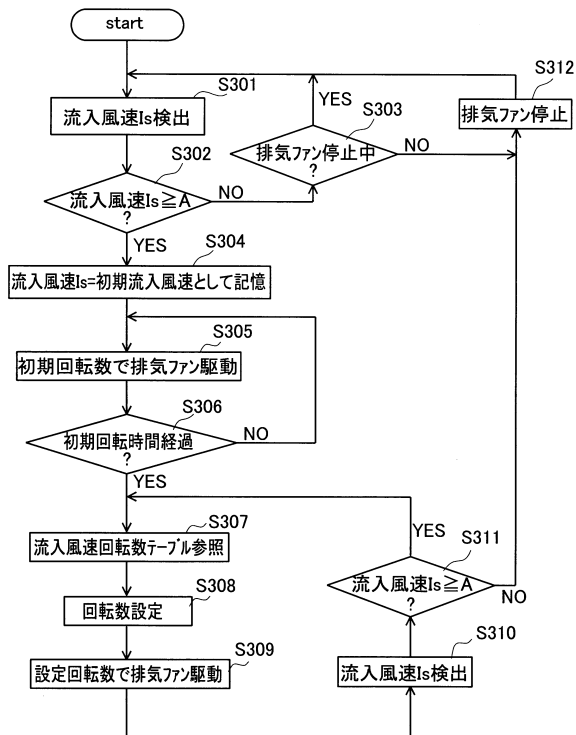 start
S301
流入風速Is検出
S302
流入風速Is≧A
?
NO
YES
S303
排気ファン停止中
?
YES
NO
S312
排気ファン停止
S304
流入風速Is=初期流入風速として記憶
S305
初期回転数で排気ファン駆動
S306
初期回転時間経過
?
NO
YES
S307
流入風速回転数テーブル参照
S308
回転数設定
S309
設定回転数で排気ファン駆動
YES
S311
流入風速Is≧A
?
NO
S310
流入風速Is検出